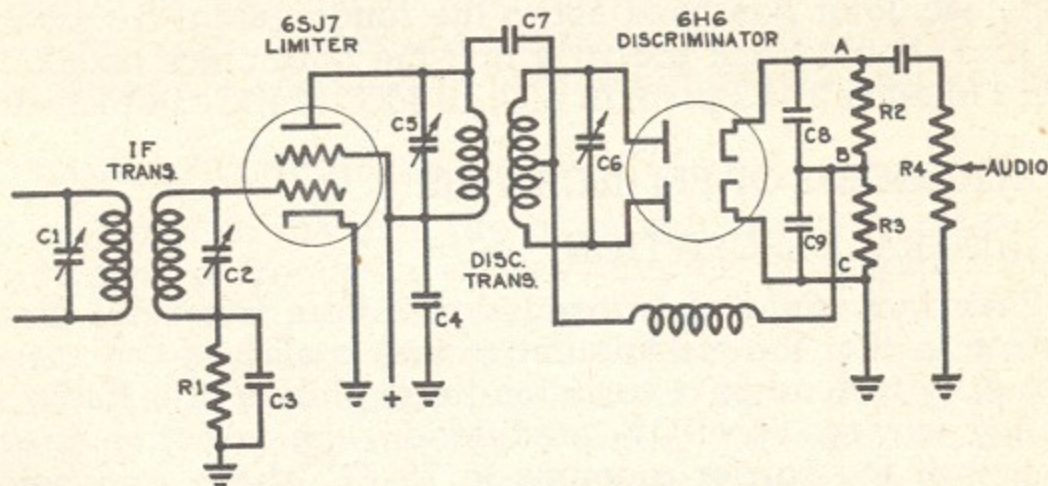 6SJ7
LIMITER
C7
6H6
DISCRIMINATOR
A
IF
TRANS.
C5
C6
C8
R2
B
R4
AUDIO
C1
C2
C9
R3
DISC.
TRANS.
C
C4
R1
C3
+